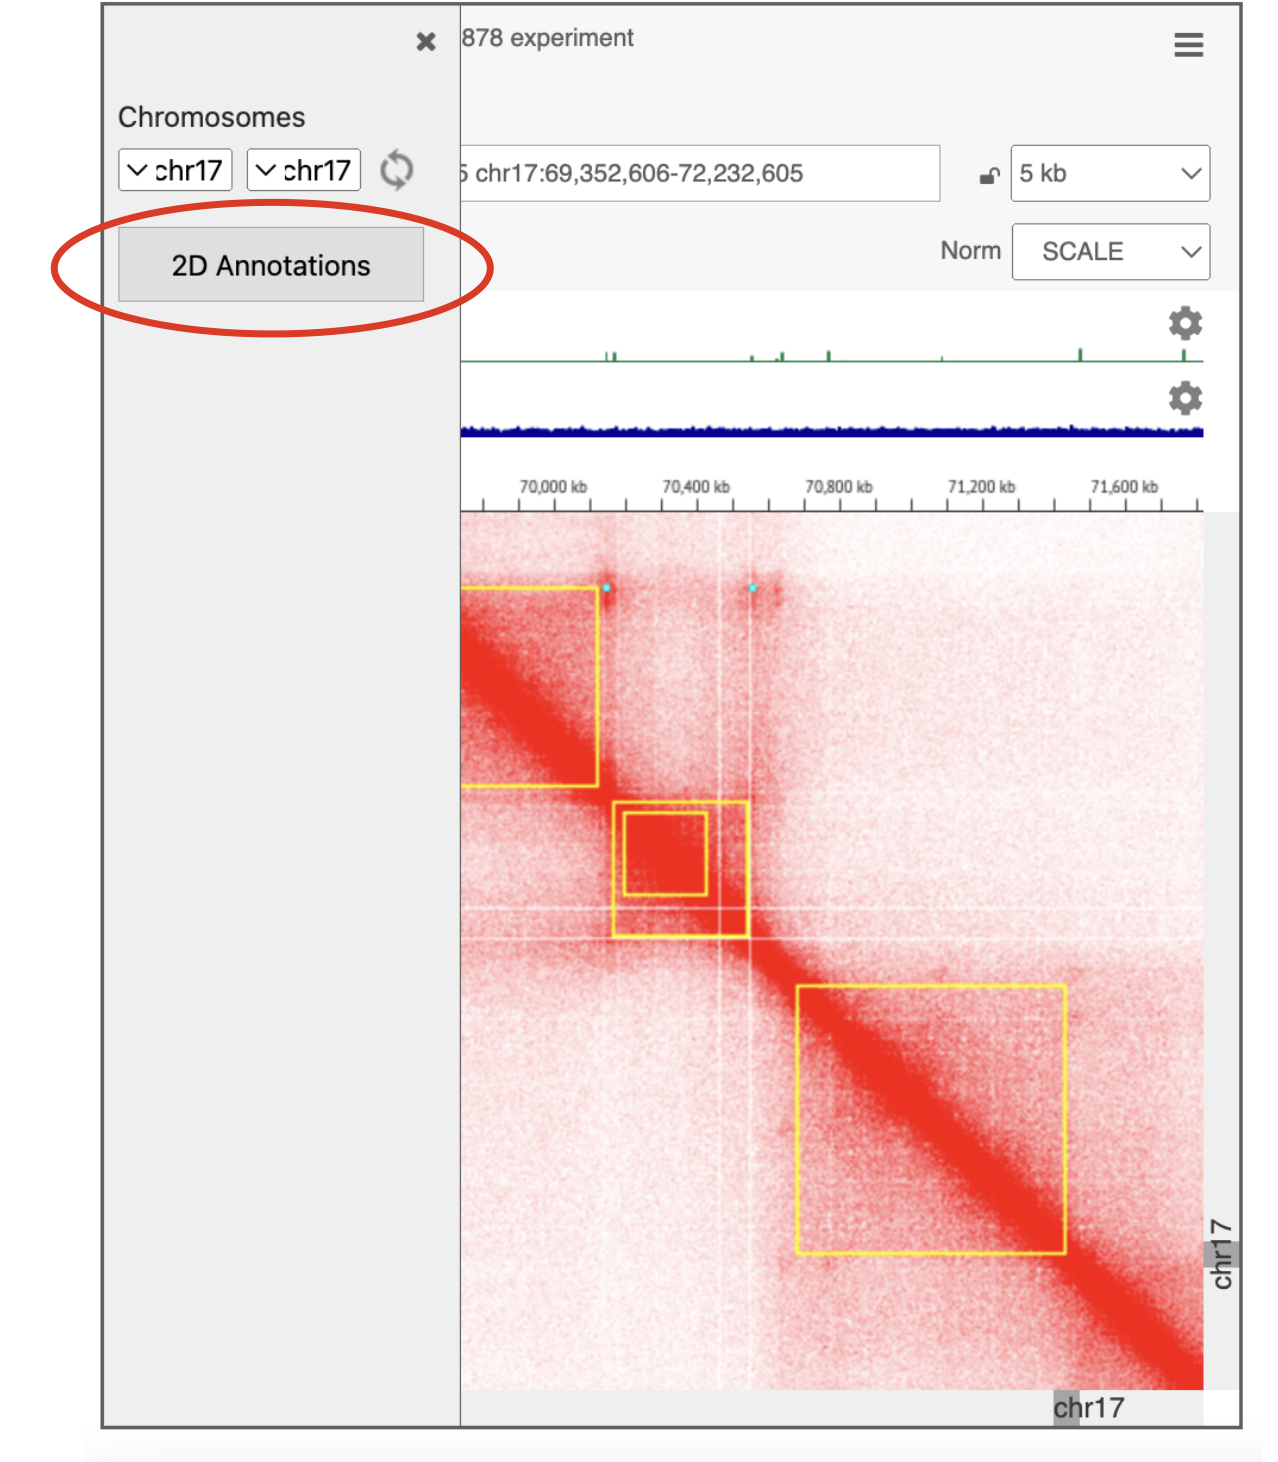 878 experiment
Chromosomes
chr17 chr17
chr17:69,352,606-72,232,605
5 kb
2D Annotations
Norm SCALE
70,000 kb 70,400 kb 70,800 kb 71,200 kb 71,600 kb
chr17
chr17